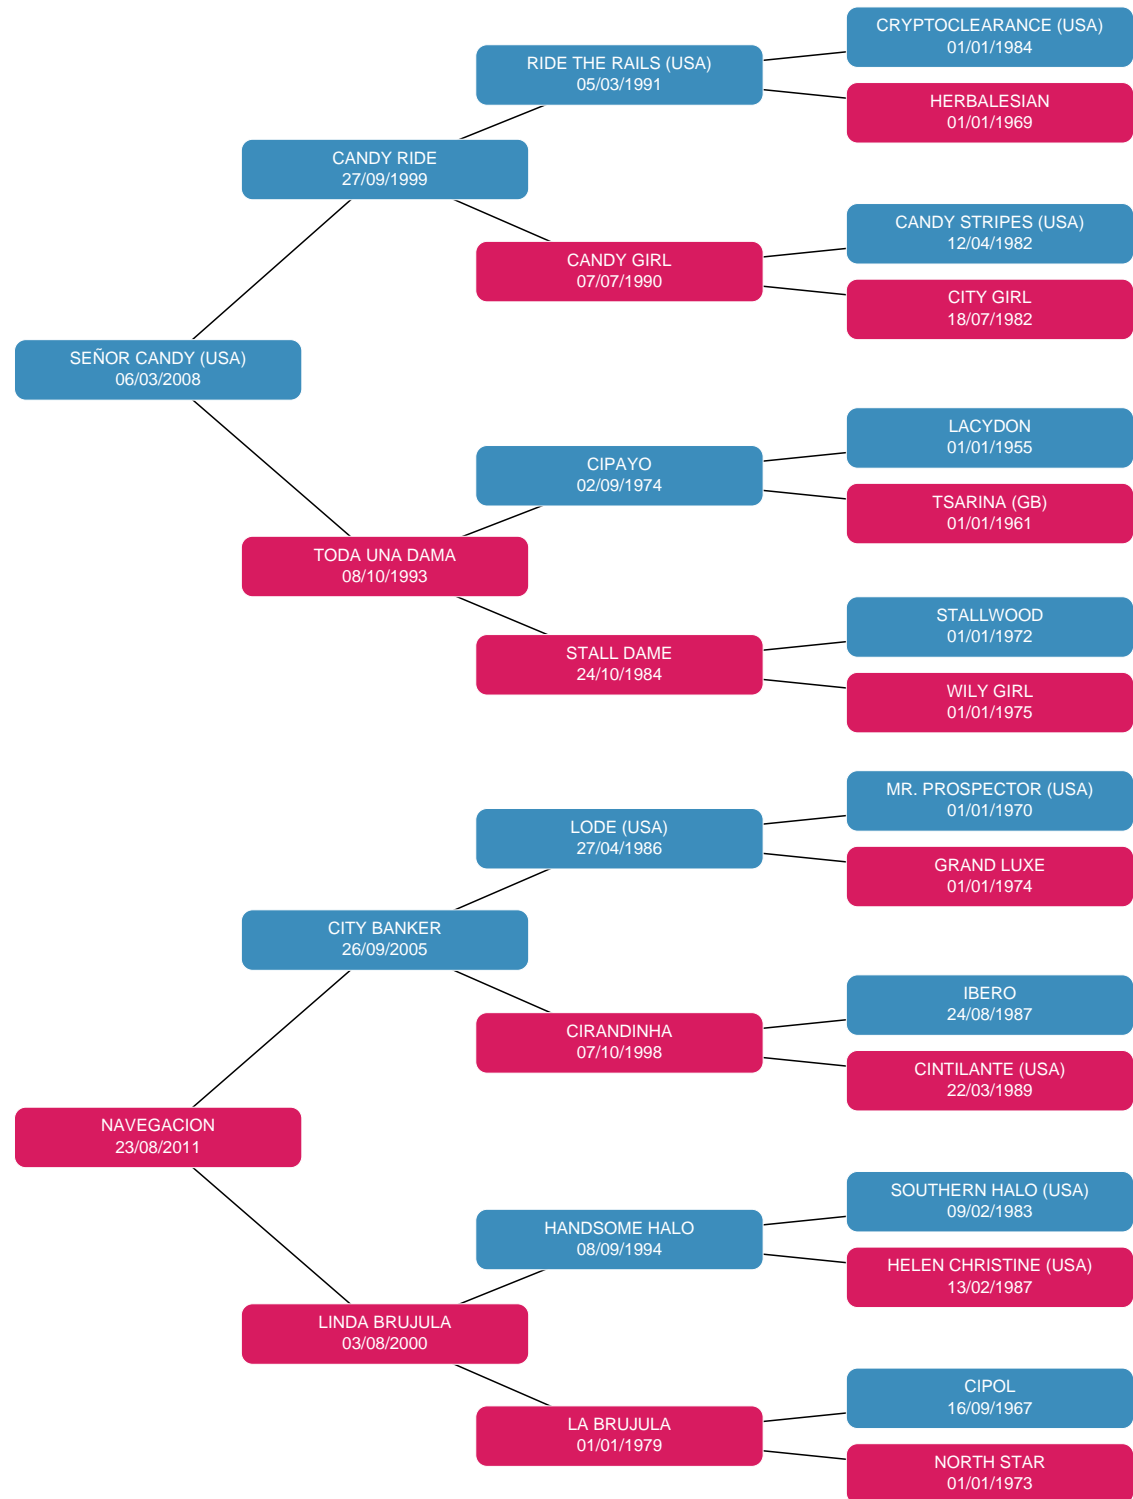 CRYPTOCLEARANCE (USA)
01/01/1984
RIDE THE RAILS (USA)
05/03/1991
HERBALESIAN
01/01/1969
CANDY RIDE
27/09/1999
CANDY STRIPES (USA)
12/04/1982
CANDY GIRL
07/07/1990
CITY GIRL
18/07/1982
SEÑOR CANDY (USA)
06/03/2008
LACYDON
01/01/1955
CIPAYO
02/09/1974
TSARINA (GB)
01/01/1961
TODA UNA DAMA
08/10/1993
STALLWOOD
01/01/1972
STALL DAME
24/10/1984
WILY GIRL
01/01/1975
MR. PROSPECTOR (USA)
01/01/1970
LODE (USA)
27/04/1986
GRAND LUXE
01/01/1974
CITY BANKER
26/09/2005
IBERO
24/08/1987
CIRANDINHA
07/10/1998
CINTILANTE (USA)
22/03/1989
NAVEGACION
23/08/2011
SOUTHERN HALO (USA)
09/02/1983
HANDSOME HALO
08/09/1994
HELEN CHRISTINE (USA)
13/02/1987
LINDA BRUJULA
03/08/2000
CIPOL
16/09/1967
LA BRUJULA
01/01/1979
NORTH STAR
01/01/1973